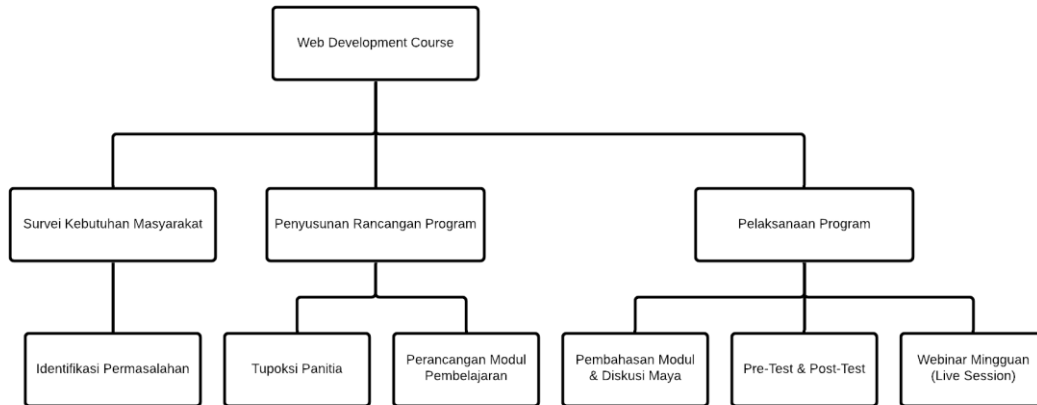 Web Development Course
Survei Kebutuhan Masyarakat
Penyusunan Rancangan Program
Pelaksanaan Program
Identifikasi Permasalahan
Tupoksi Panitia
Perancangan Modul
Pembelajaran
Pembahasan Modul
& Diskusi Maya
Pre-Test & Post-Test
Webinar Mingguan
(Live Session)